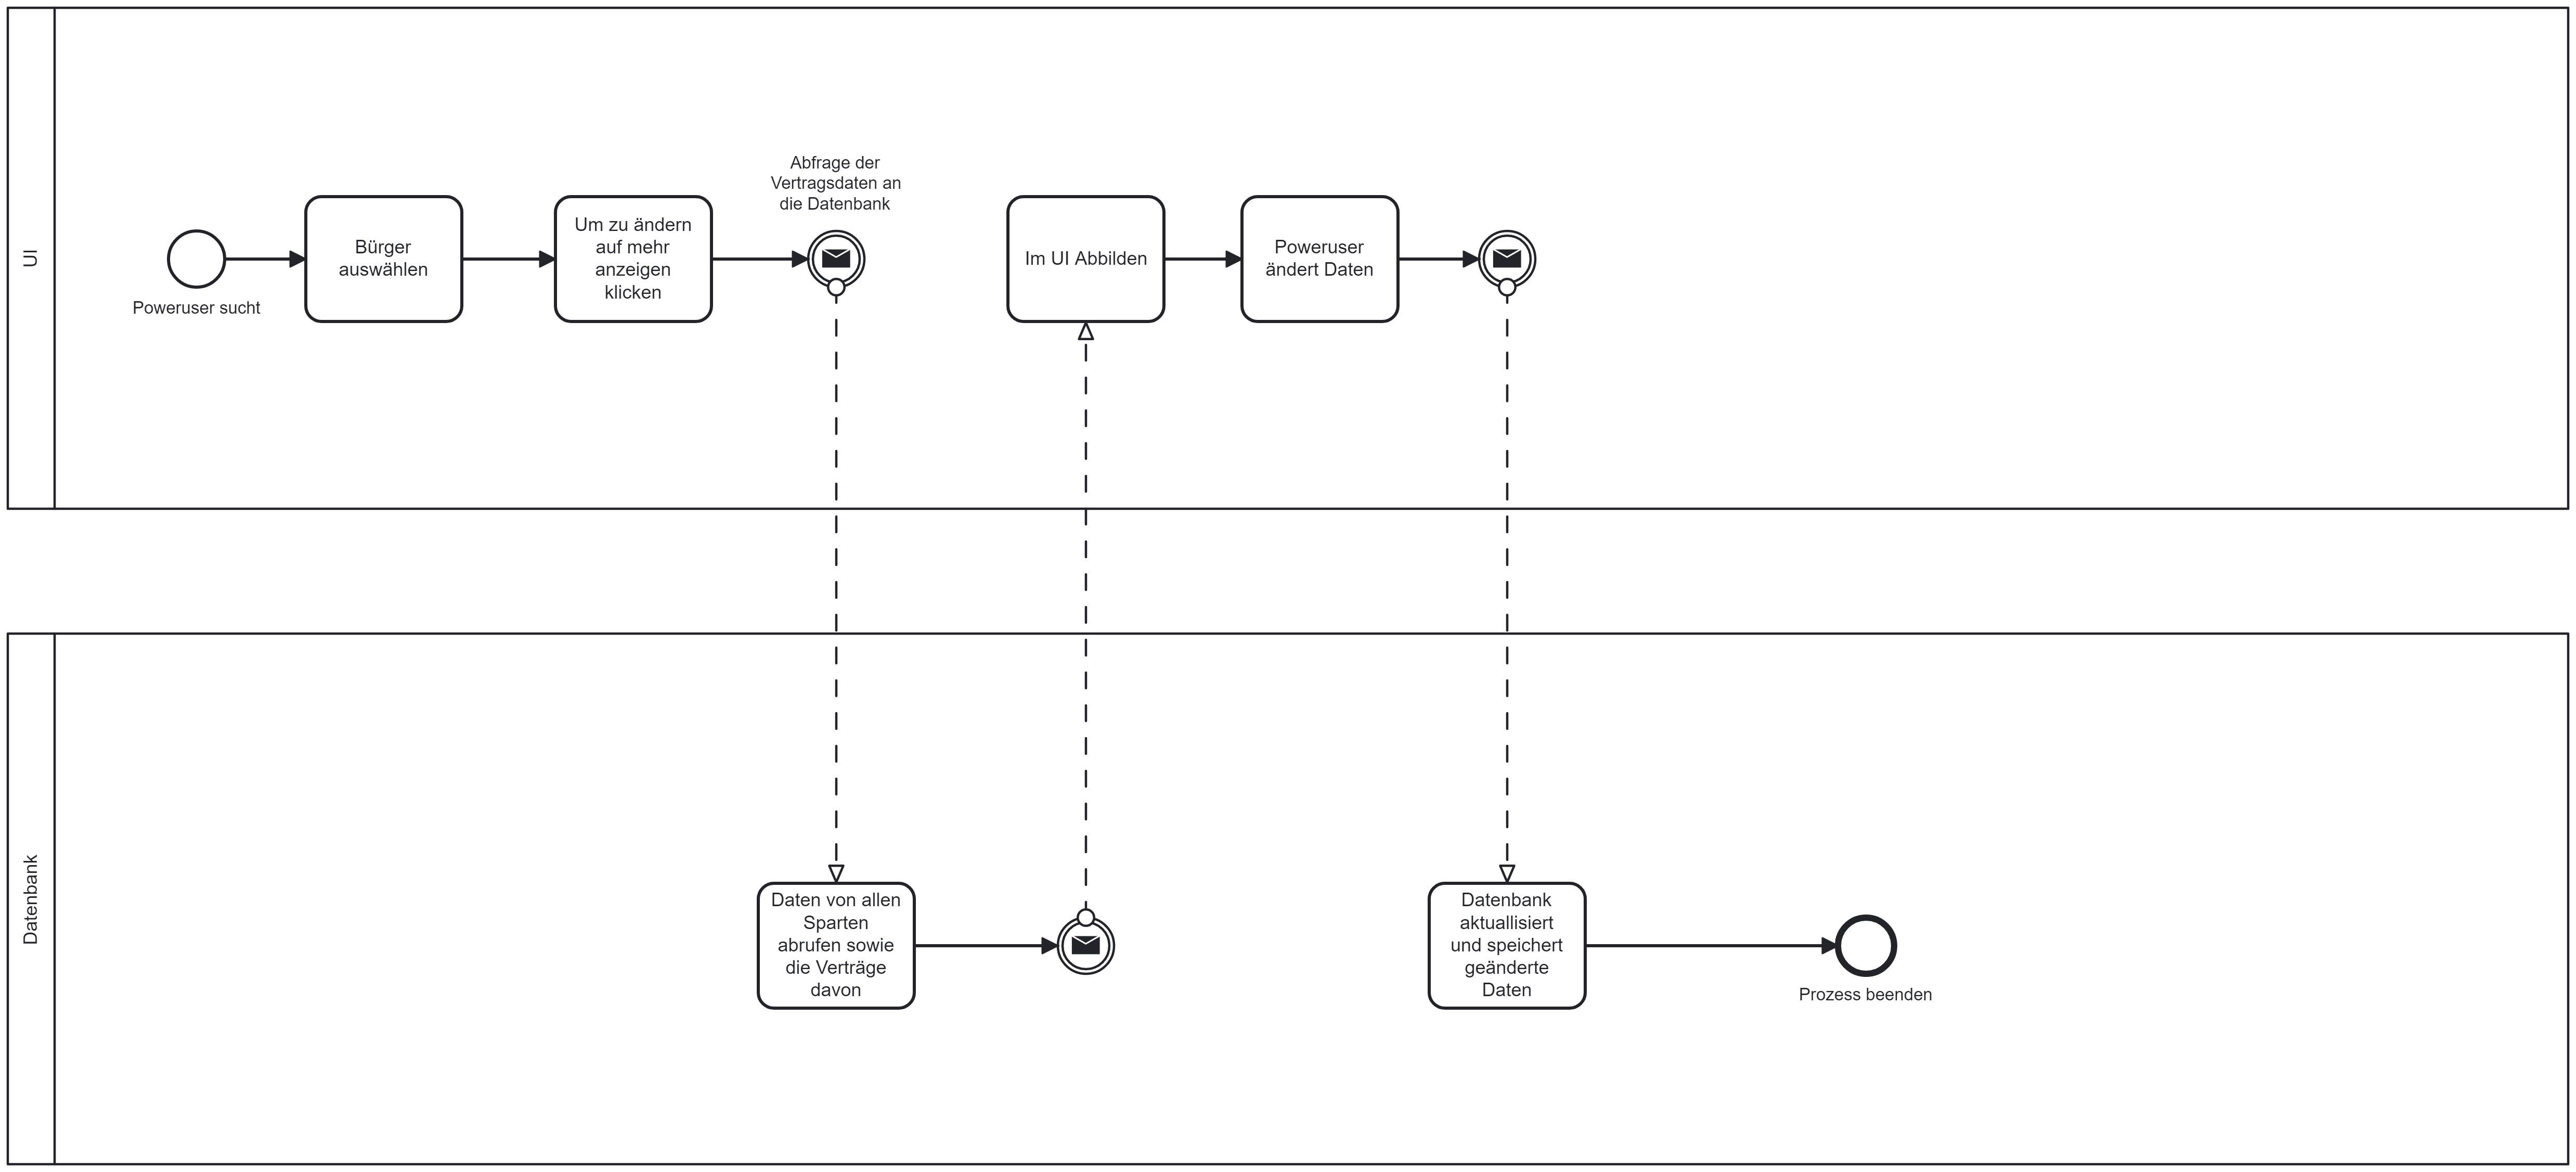 UI
Poweruser sucht
Bürger
auswählen
Um zu ändern
auf mehr
anzeigen
klicken
Abfrage der
Vertragsdaten an
die Datenbank
Im UI Abbilden
Poweruser
ändert Daten
Datenbank
Daten von allen
Sparten
abrufen sowie
die Verträge
davon
Datenbank
aktuallisiert
und speichert
geänderte
Daten
Prozess beenden